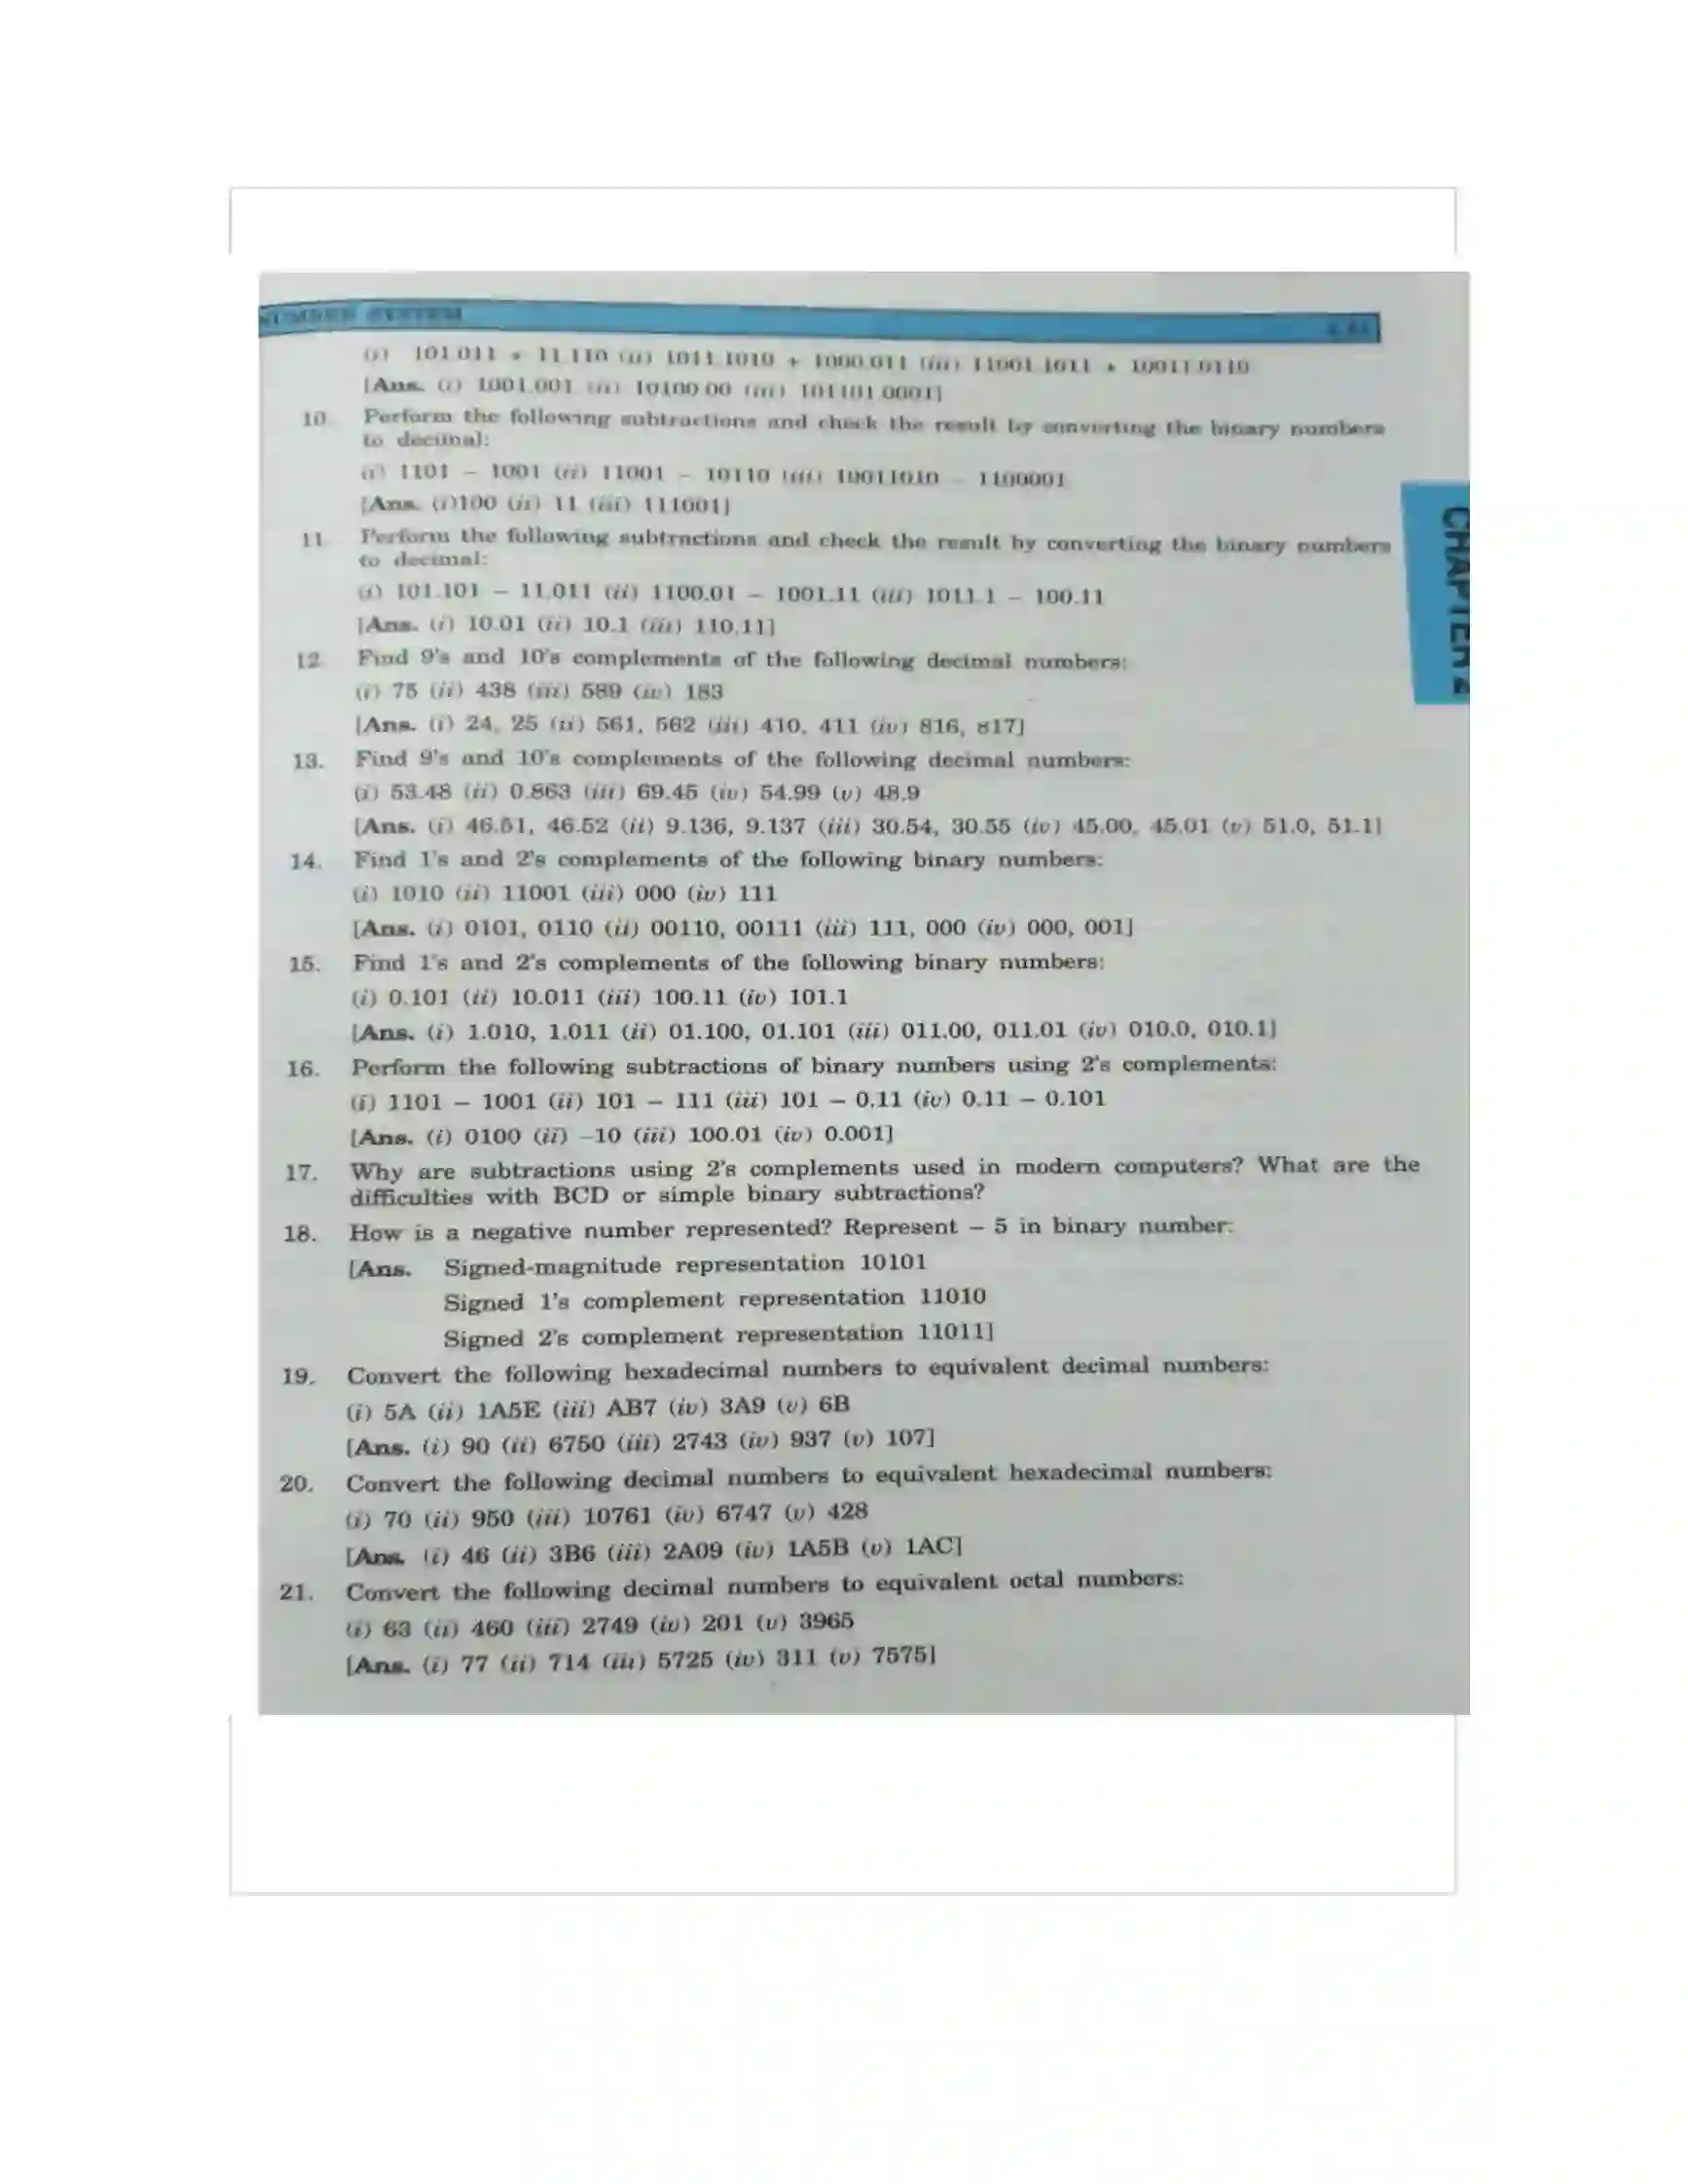 NUMBER SYSTEM
(i) 101.011 + 11.110 (ii) 1011.1010 + 1000.011 (iii) 11001.1011 + 10011.0110
[Ans. (i) 1001.001 (ii) 10100.00 (iii) 101101.0001]
10. Perform the following subtractions and check the result by converting the binary numbers
to decimal:
(i) 1101 – 1001 (ii) 11001 – 10110 (iii) 10011010 – 1100001
[Ans. (i)100 (ii) 11 (iii) 111001]
11. Perform the following subtractions and check the result by converting the binary numbers
to decimal:
(i) 101.101 – 11.011 (ii) 1100.01 – 1001.11 (iii) 1011.1 – 100.11
[Ans. (i) 10.01 (ii) 10.1 (iii) 110.11]
12. Find 9's and 10's complements of the following decimal numbers:
(i) 75 (ii) 438 (iii) 589 (iv) 183
[Ans. (i) 24, 25 (ii) 561, 562 (iii) 410, 411 (iv) 816, 817]
13. Find 9's and 10's complements of the following decimal numbers:
(i) 53.48 (ii) 0.863 (iii) 69.45 (iv) 54.99 (v) 48.9
[Ans. (i) 46.51, 46.52 (ii) 9.136, 9.137 (iii) 30.54, 30.55 (iv) 45.00, 45.01 (v) 51.0, 51.1]
14. Find 1's and 2's complements of the following binary numbers:
(i) 1010 (ii) 11001 (iii) 000 (iv) 111
[Ans. (i) 0101, 0110 (ii) 00110, 00111 (iii) 111, 000 (iv) 000, 001]
15. Find 1's and 2's complements of the following binary numbers:
(i) 0.101 (ii) 10.011 (iii) 100.11 (iv) 101.1
[Ans. (i) 1.010, 1.011 (ii) 01.100, 01.101 (iii) 011.00, 011.01 (iv) 010.0, 010.1]
16. Perform the following subtractions of binary numbers using 2's complements:
(i) 1101 – 1001 (ii) 101 – 111 (iii) 101 – 0.11 (iv) 0.11 – 0.101
[Ans. (i) 0100 (ii) –10 (iii) 100.01 (iv) 0.001]
17. Why are subtractions using 2's complements used in modern computers? What are the
difficulties with BCD or simple binary subtractions?
18. How is a negative number represented? Represent – 5 in binary number.
[Ans. Signed-magnitude representation 10101
Signed 1's complement representation 11010
Signed 2's complement representation 11011]
19. Convert the following hexadecimal numbers to equivalent decimal numbers:
(i) 5A (ii) 1A5E (iii) AB7 (iv) 3A9 (v) 6B
[Ans. (i) 90 (ii) 6750 (iii) 2743 (iv) 937 (v) 107]
20. Convert the following decimal numbers to equivalent hexadecimal numbers:
(i) 70 (ii) 950 (iii) 10761 (iv) 6747 (v) 428
[Ans. (i) 46 (ii) 3B6 (iii) 2A09 (iv) 1A5B (v) 1AC]
21. Convert the following decimal numbers to equivalent octal numbers:
(i) 63 (ii) 460 (iii) 2749 (iv) 201 (v) 3965
[Ans. (i) 77 (ii) 714 (iii) 5725 (iv) 311 (v) 7575]
CHAPTER 2